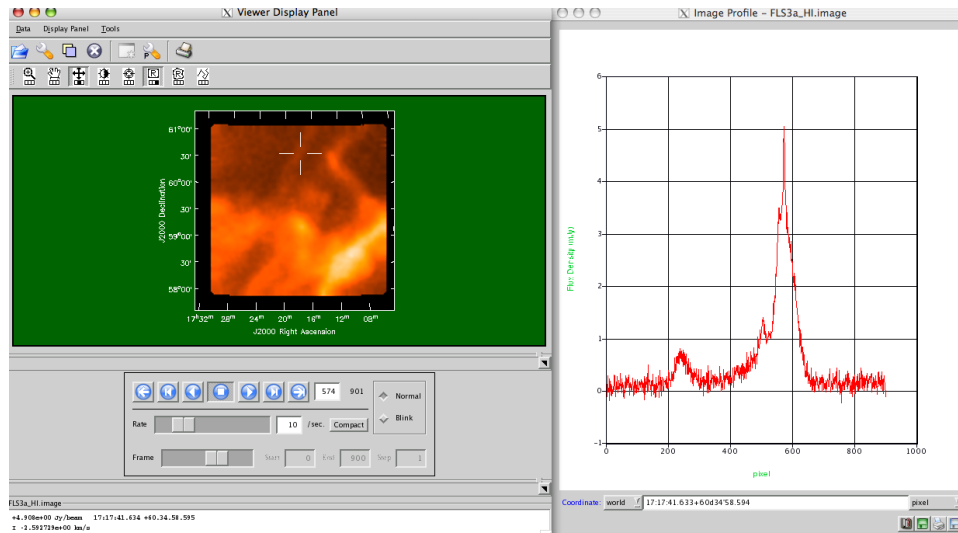 Viewer Display Panel
Data Display Panel Tools
P
R
R
61°00'
30'
60°00'
30'
59°00'
30'
58°00'
J2000 Declination
17h32m 28m 24m 20m 16m 12m 08m
J2000 Right Ascension
574 901
Normal
Blink
Rate 10 /sec. Compact
Frame Start 0 End 900 Step 1
FLS3a_HI.image
+4.908e+00 Jy/beam 17:17:41.634 +60.34.58.595
I -2.592729e+00 km/s
Image Profile - FLS3a_HI.image
6
5
4
3
2
1
0
-1
0 200 400 600 800 1000
Flux Density (mJy)
pixel
Coordinate: world 17:17:41.633+60d34'58.594 pixel